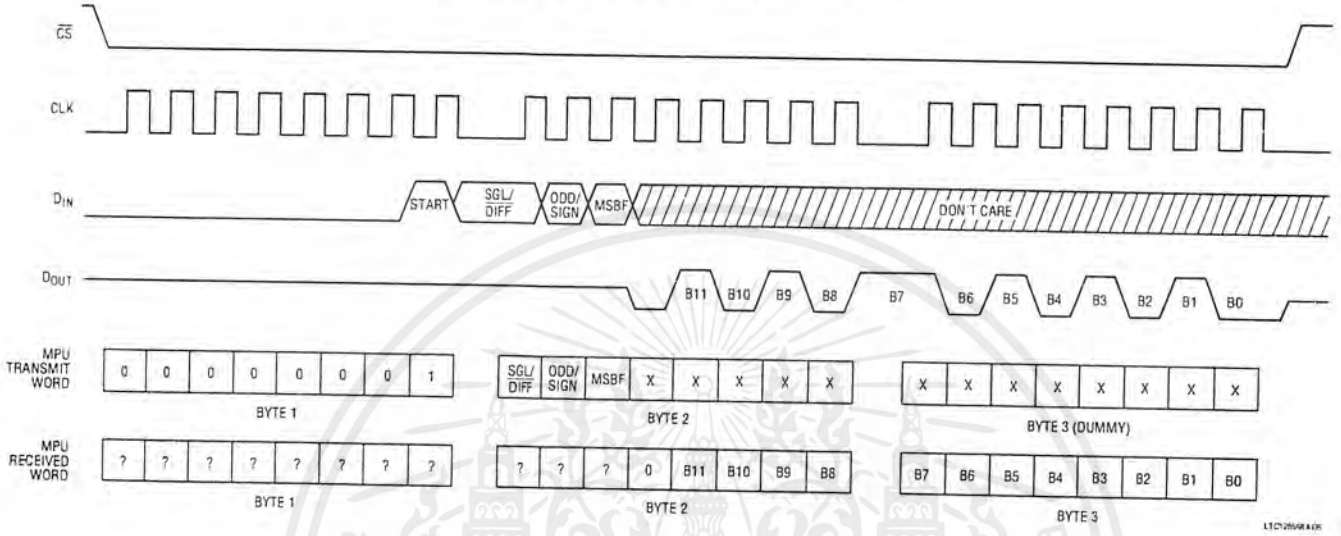 CS
CLK
DIN
START SGL/ DIFF ODD/ SIGN MSBF DON'T CARE
DOUT
B11 B10 B9 B8 B7 B6 B5 B4 B3 B2 B1 B0
MPU TRANSMIT WORD
0 0 0 0 0 0 0 1
SGL/ DIFF ODD/ SIGN MSBF X X X X X
X X X X X X X X
BYTE 1 BYTE 2 BYTE 3 (DUMMY)
MPU RECEIVED WORD
? ? ? ? ? ? ? ?
? ? ? 0 B11 B10 B9 B8
B7 B6 B5 B4 B3 B2 B1 B0
BYTE 1 BYTE 2 BYTE 3